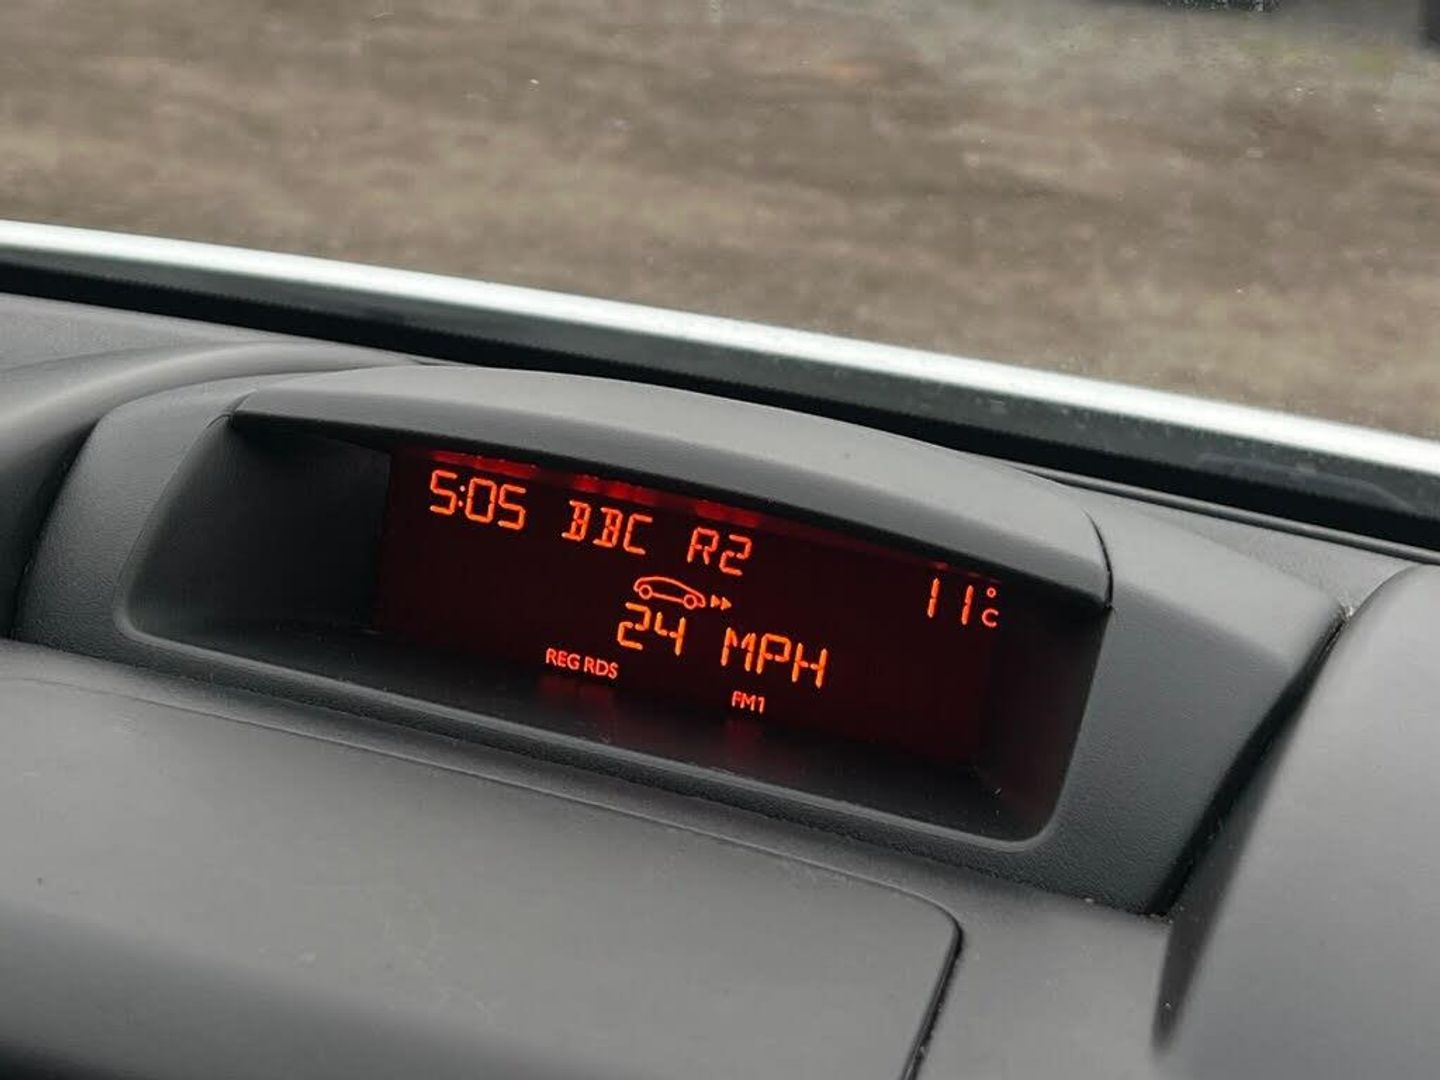 5:05 BBC R2
11°C
24 MPH
REG RDS
FM1